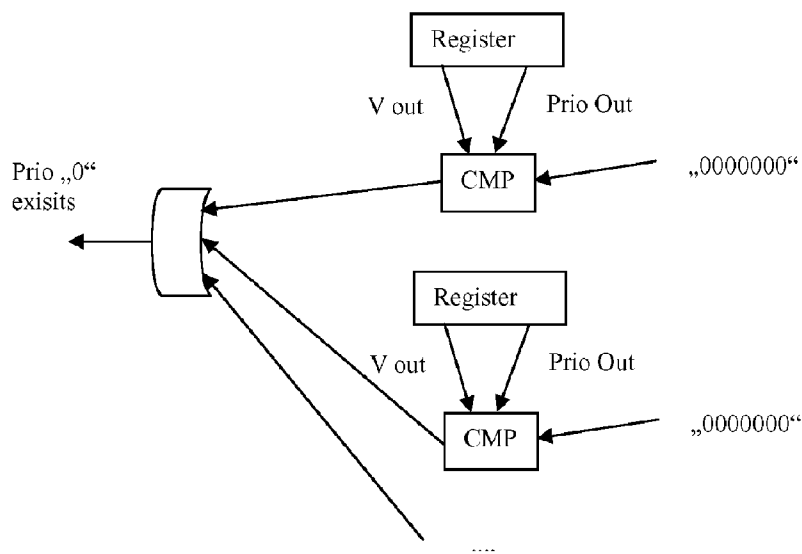 Register
V out
Prio Out
Prio „0“
exisits
CMP
„0000000“
Register
V out
Prio Out
CMP
„0000000“
....